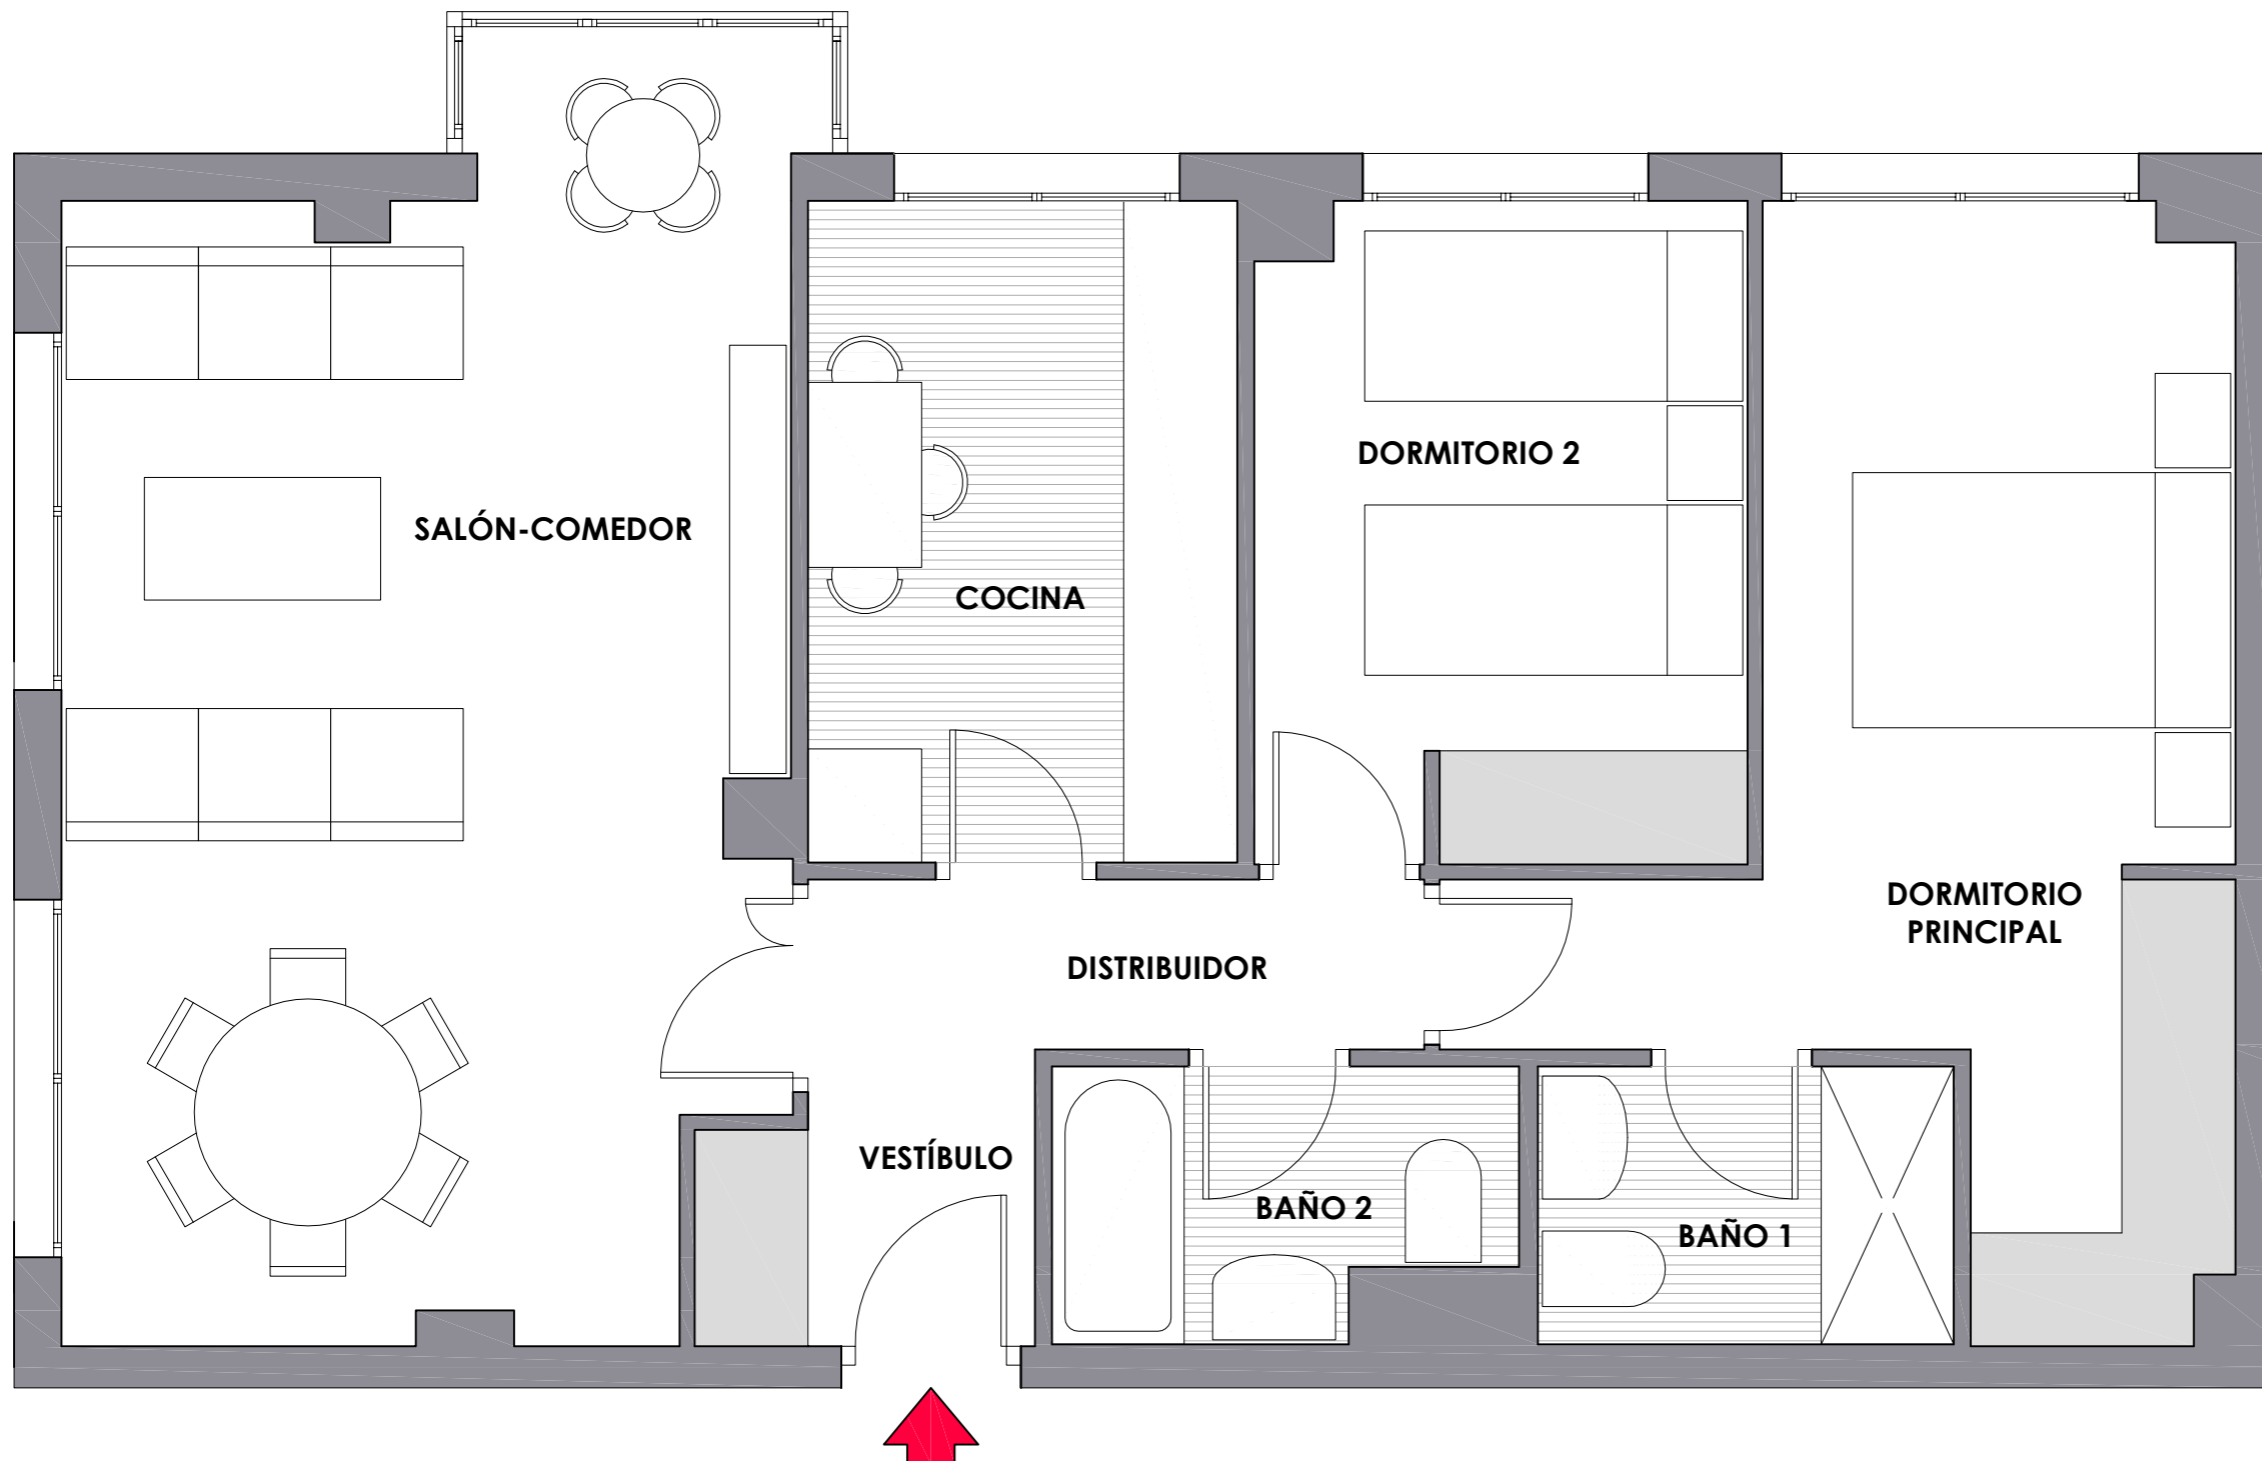 DORMITORIO 2
SALÓN-COMEDOR
COCINA
DORMITORIO
PRINCIPAL
DISTRIBUIDOR
VESTÍBULO
BAÑO 2
BAÑO 1